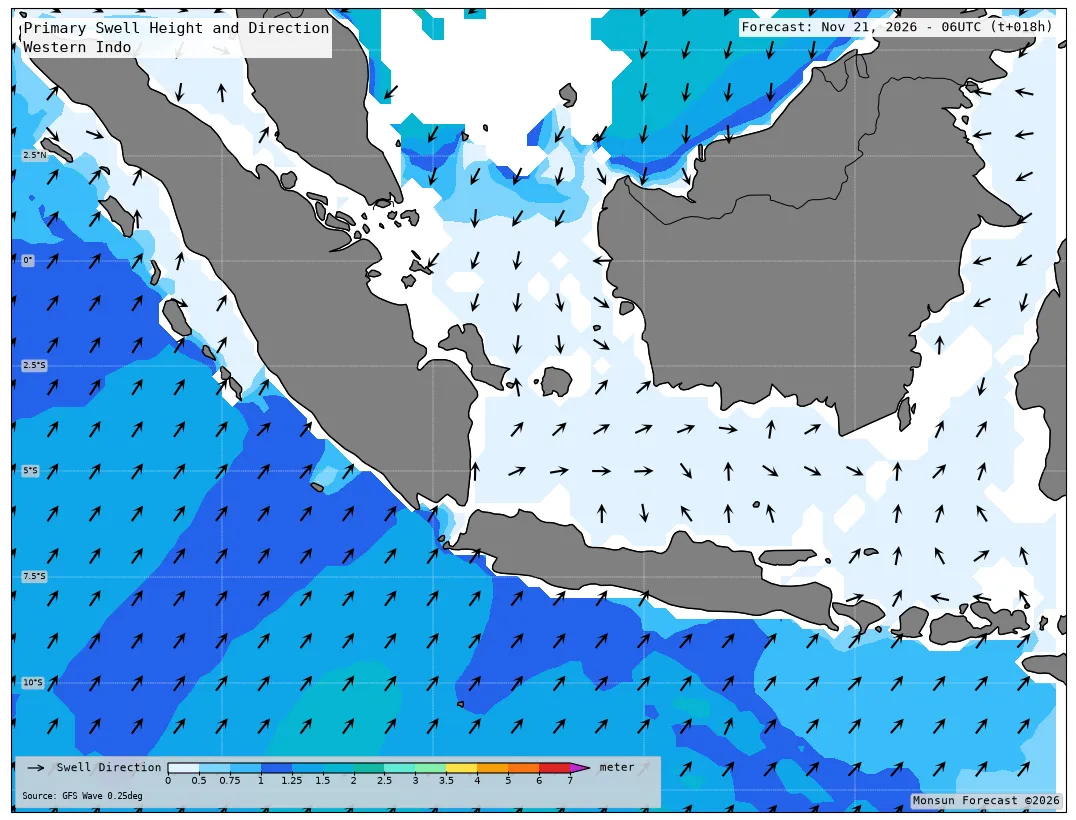 Primary Swell Height and Direction
Western Indo
Forecast: Nov 21, 2026 - 06UTC (t+018h)
2.5°N
0°
2.5°S
5°S
7.5°S
10°S
Swell Direction
0 0.5 0.75 1 1.25 1.5 2 2.5 3 3.5 4 5 6 7
meter
Source: GFS Wave 0.25deg
Monsun Forecast ©2026